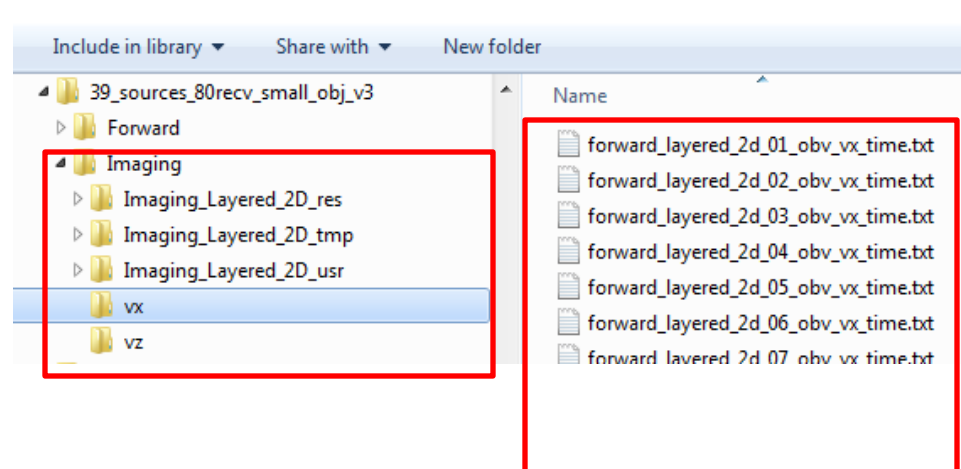 Include in library Share with New folder
39_sources_80recv_small_obj_v3
Forward
Imaging
Imaging_Layered_2D_res
Imaging_Layered_2D_tmp
Imaging_Layered_2D_usr
vx
vz
Name
forward_layered_2d_01_obv_vx_time.txt
forward_layered_2d_02_obv_vx_time.txt
forward_layered_2d_03_obv_vx_time.txt
forward_layered_2d_04_obv_vx_time.txt
forward_layered_2d_05_obv_vx_time.txt
forward_layered_2d_06_obv_vx_time.txt
forward_layered_2d_07_obv_vx_time.txt